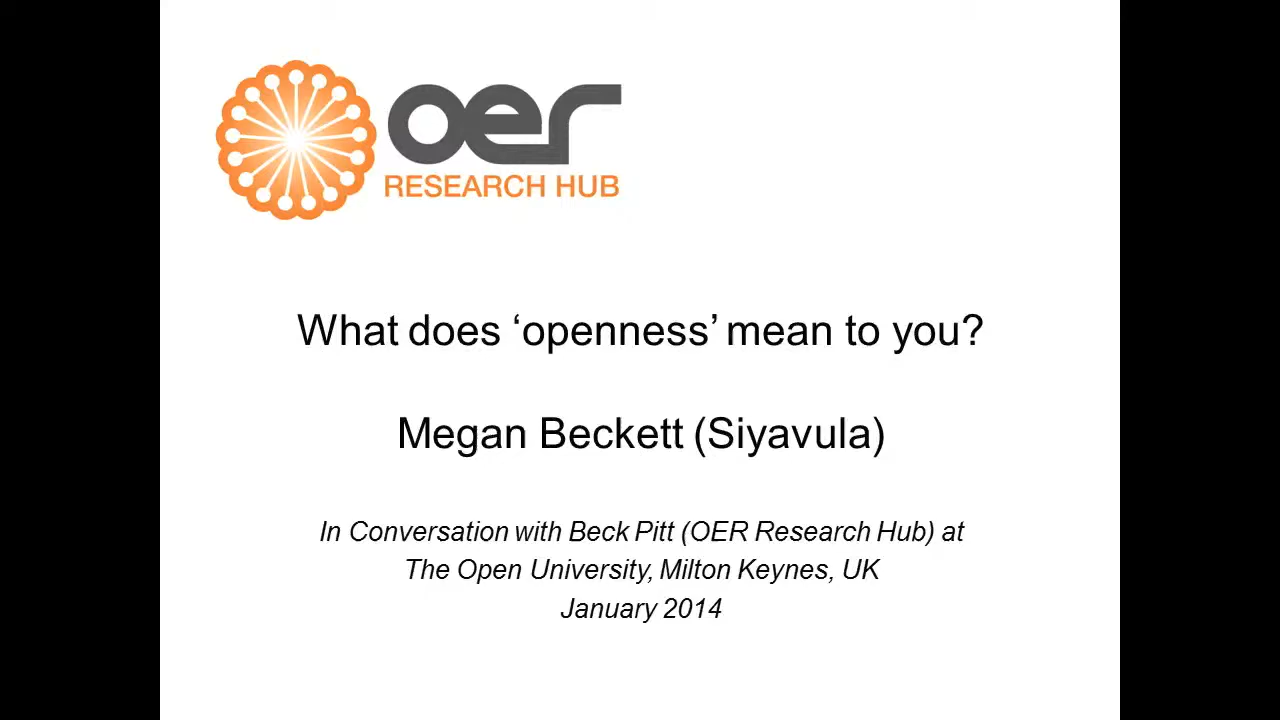 oer
RESEARCH HUB
What does ‘openness’ mean to you?
Megan Beckett (Siyavula)
In Conversation with Beck Pitt (OER Research Hub) at
The Open University, Milton Keynes, UK
January 2014